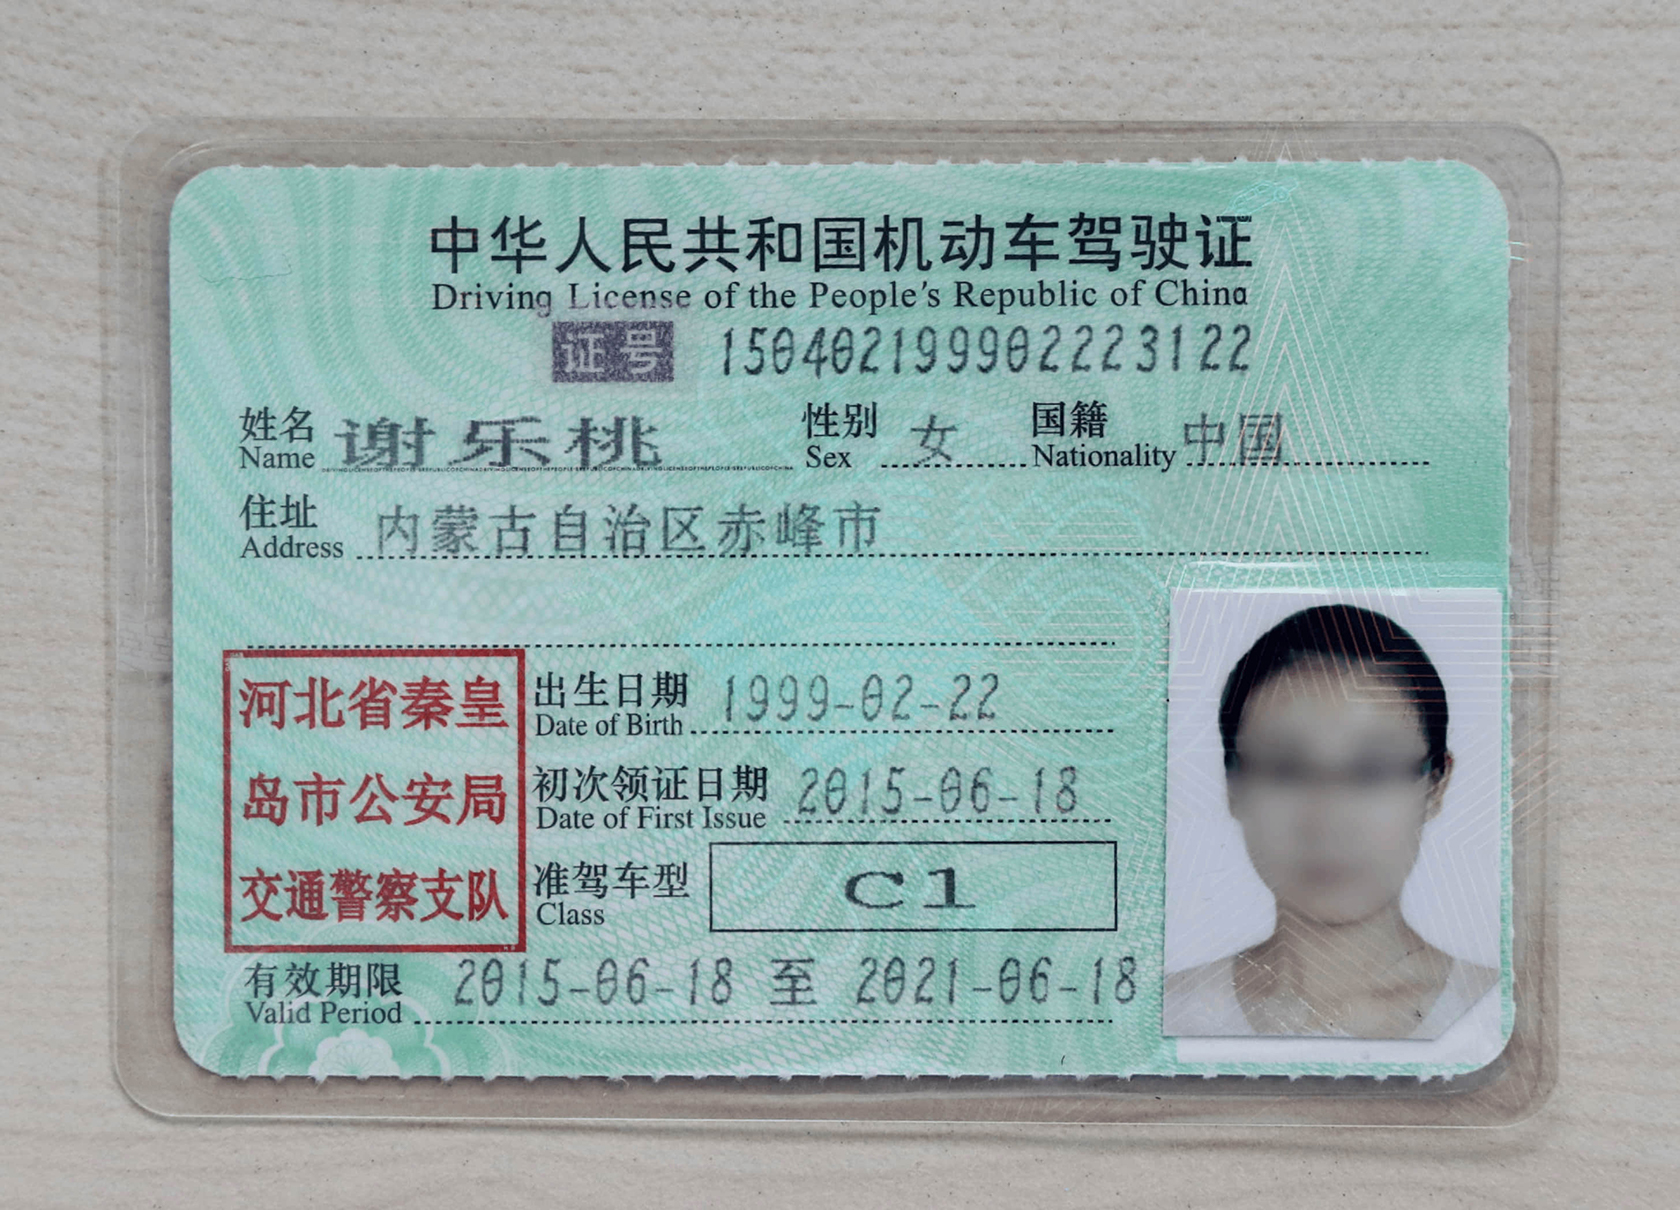 中华人民共和国机动车驾驶证
Driving License of the People's Republic of China
证号 150402199902223122
姓名 谢乐桃 性别 女 国籍 中国
Name Sex Nationality
住址 内蒙古自治区赤峰市
Address
河北省秦皇
岛市公安局
交通警察支队
出生日期 1999-02-22
Date of Birth
初次领证日期 2015-06-18
Date of First Issue
准驾车型 C1
Class
有效期限 2015-06-18 至 2021-06-18
Valid Period